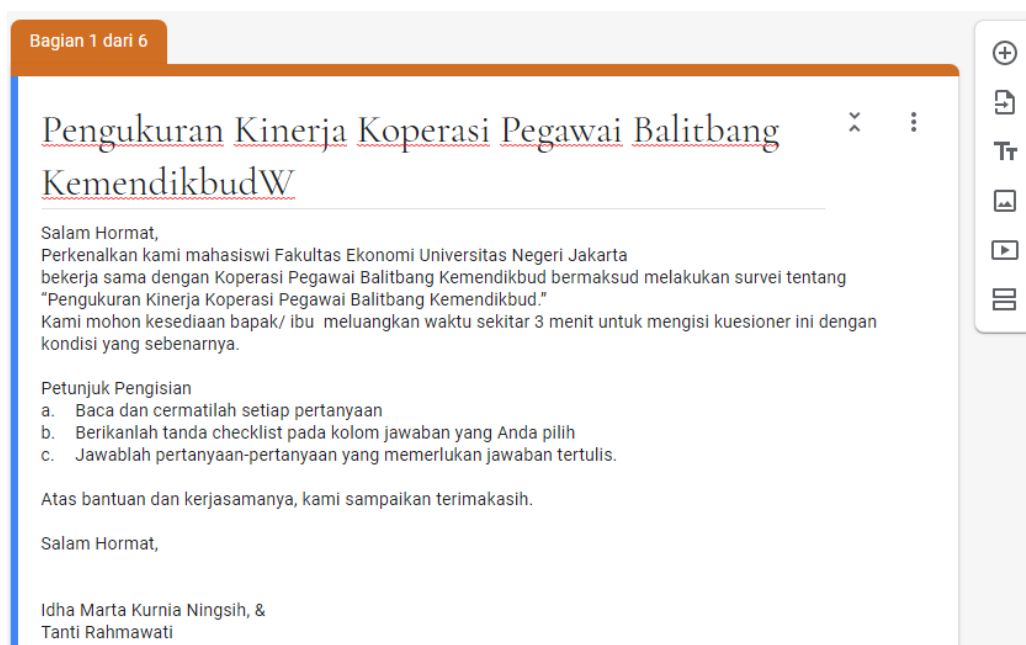 Bagian 1 dari 6
Pengukuran Kinerja Koperasi Pegawai Balitbang
KemendikbudW
Salam Hormat,
Perkenalkan kami mahasiswi Fakultas Ekonomi Universitas Negeri Jakarta
bekerja sama dengan Koperasi Pegawai Balitbang Kemendikbud bermaksud melakukan survei tentang
“Pengukuran Kinerja Koperasi Pegawai Balitbang Kemendikbud.”
Kami mohon kesediaan bapak/ ibu  meluangkan waktu sekitar 3 menit untuk mengisi kuesioner ini dengan
kondisi yang sebenarnya.
Petunjuk Pengisian
a. Baca dan cermatilah setiap pertanyaan
b. Berikanlah tanda checklist pada kolom jawaban yang Anda pilih
c. Jawablah pertanyaan-pertanyaan yang memerlukan jawaban tertulis.
Atas bantuan dan kerjasamanya, kami sampaikan terimakasih.
Salam Hormat,
Idha Marta Kurnia Ningsih, &
Tanti Rahmawati